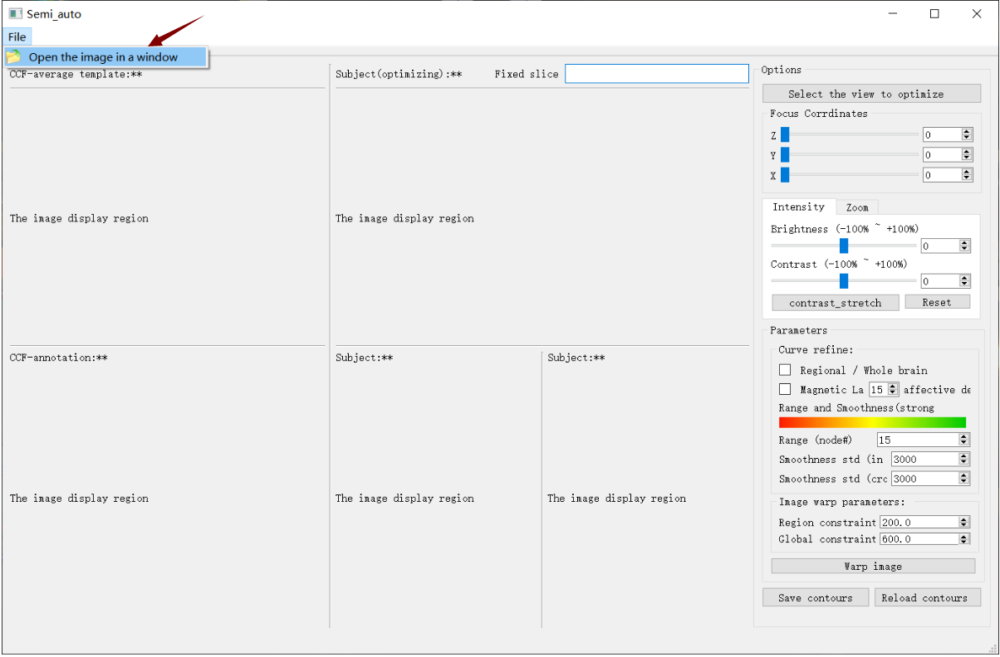 Semi_auto
File
Open the image in a window
CCF-average template:**
Subject(optimizing):**
Fixed slice
The image display region
The image display region
CCF-annotation:**
Subject:**
Subject:**
The image display region
The image display region
The image display region
Options
Select the view to optimize
Focus Corrdinates
Z 0
Y 0
X 0
Intensity
Zoom
Brightness (-100% ~ +100%)
0
Contrast (-100% ~ +100%)
0
contrast_stretch
Reset
Parameters
Curve refine:
Regional / Whole brain
Magnetic La 15 affective de
Range and Smoothness(strong
Range (node#) 15
Smoothness std (in 3000
Smoothness std (crc 3000
Image warp parameters:
Region constraint 200.0
Global constraint 600.0
Warp image
Save contours
Reload contours